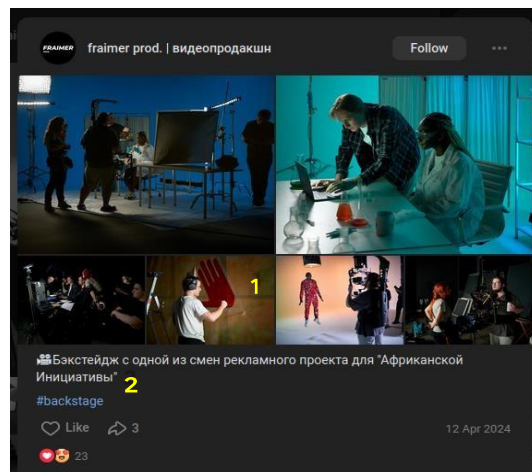 FRAIMER
fraimer prod. | видеопродакшн
Follow
1
Бэкстейдж с одной из смен рекламного проекта для "Африканской
Инициативы"
2
#backstage
Like
3
12 Apr 2024
23